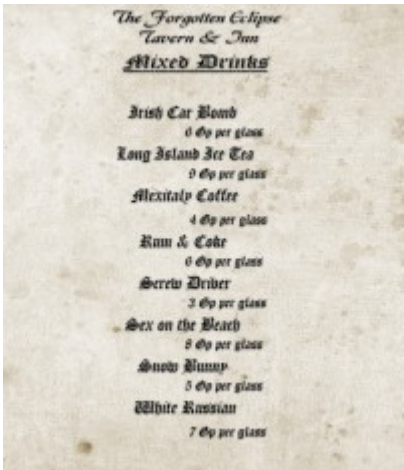 The Forgotten Eclipse
Tavern & Inn
Mixed Drinks
Irish Car Bomb
6 Gp per glass
Long Island Ice Tea
9 Gp per glass
Mexitaly Coffee
4 Gp per glass
Rum & Coke
6 Gp per glass
Screw Driver
3 Gp per glass
Sex on the Beach
8 Gp per glass
Snow Bunny
5 Gp per glass
White Russian
7 Gp per glass